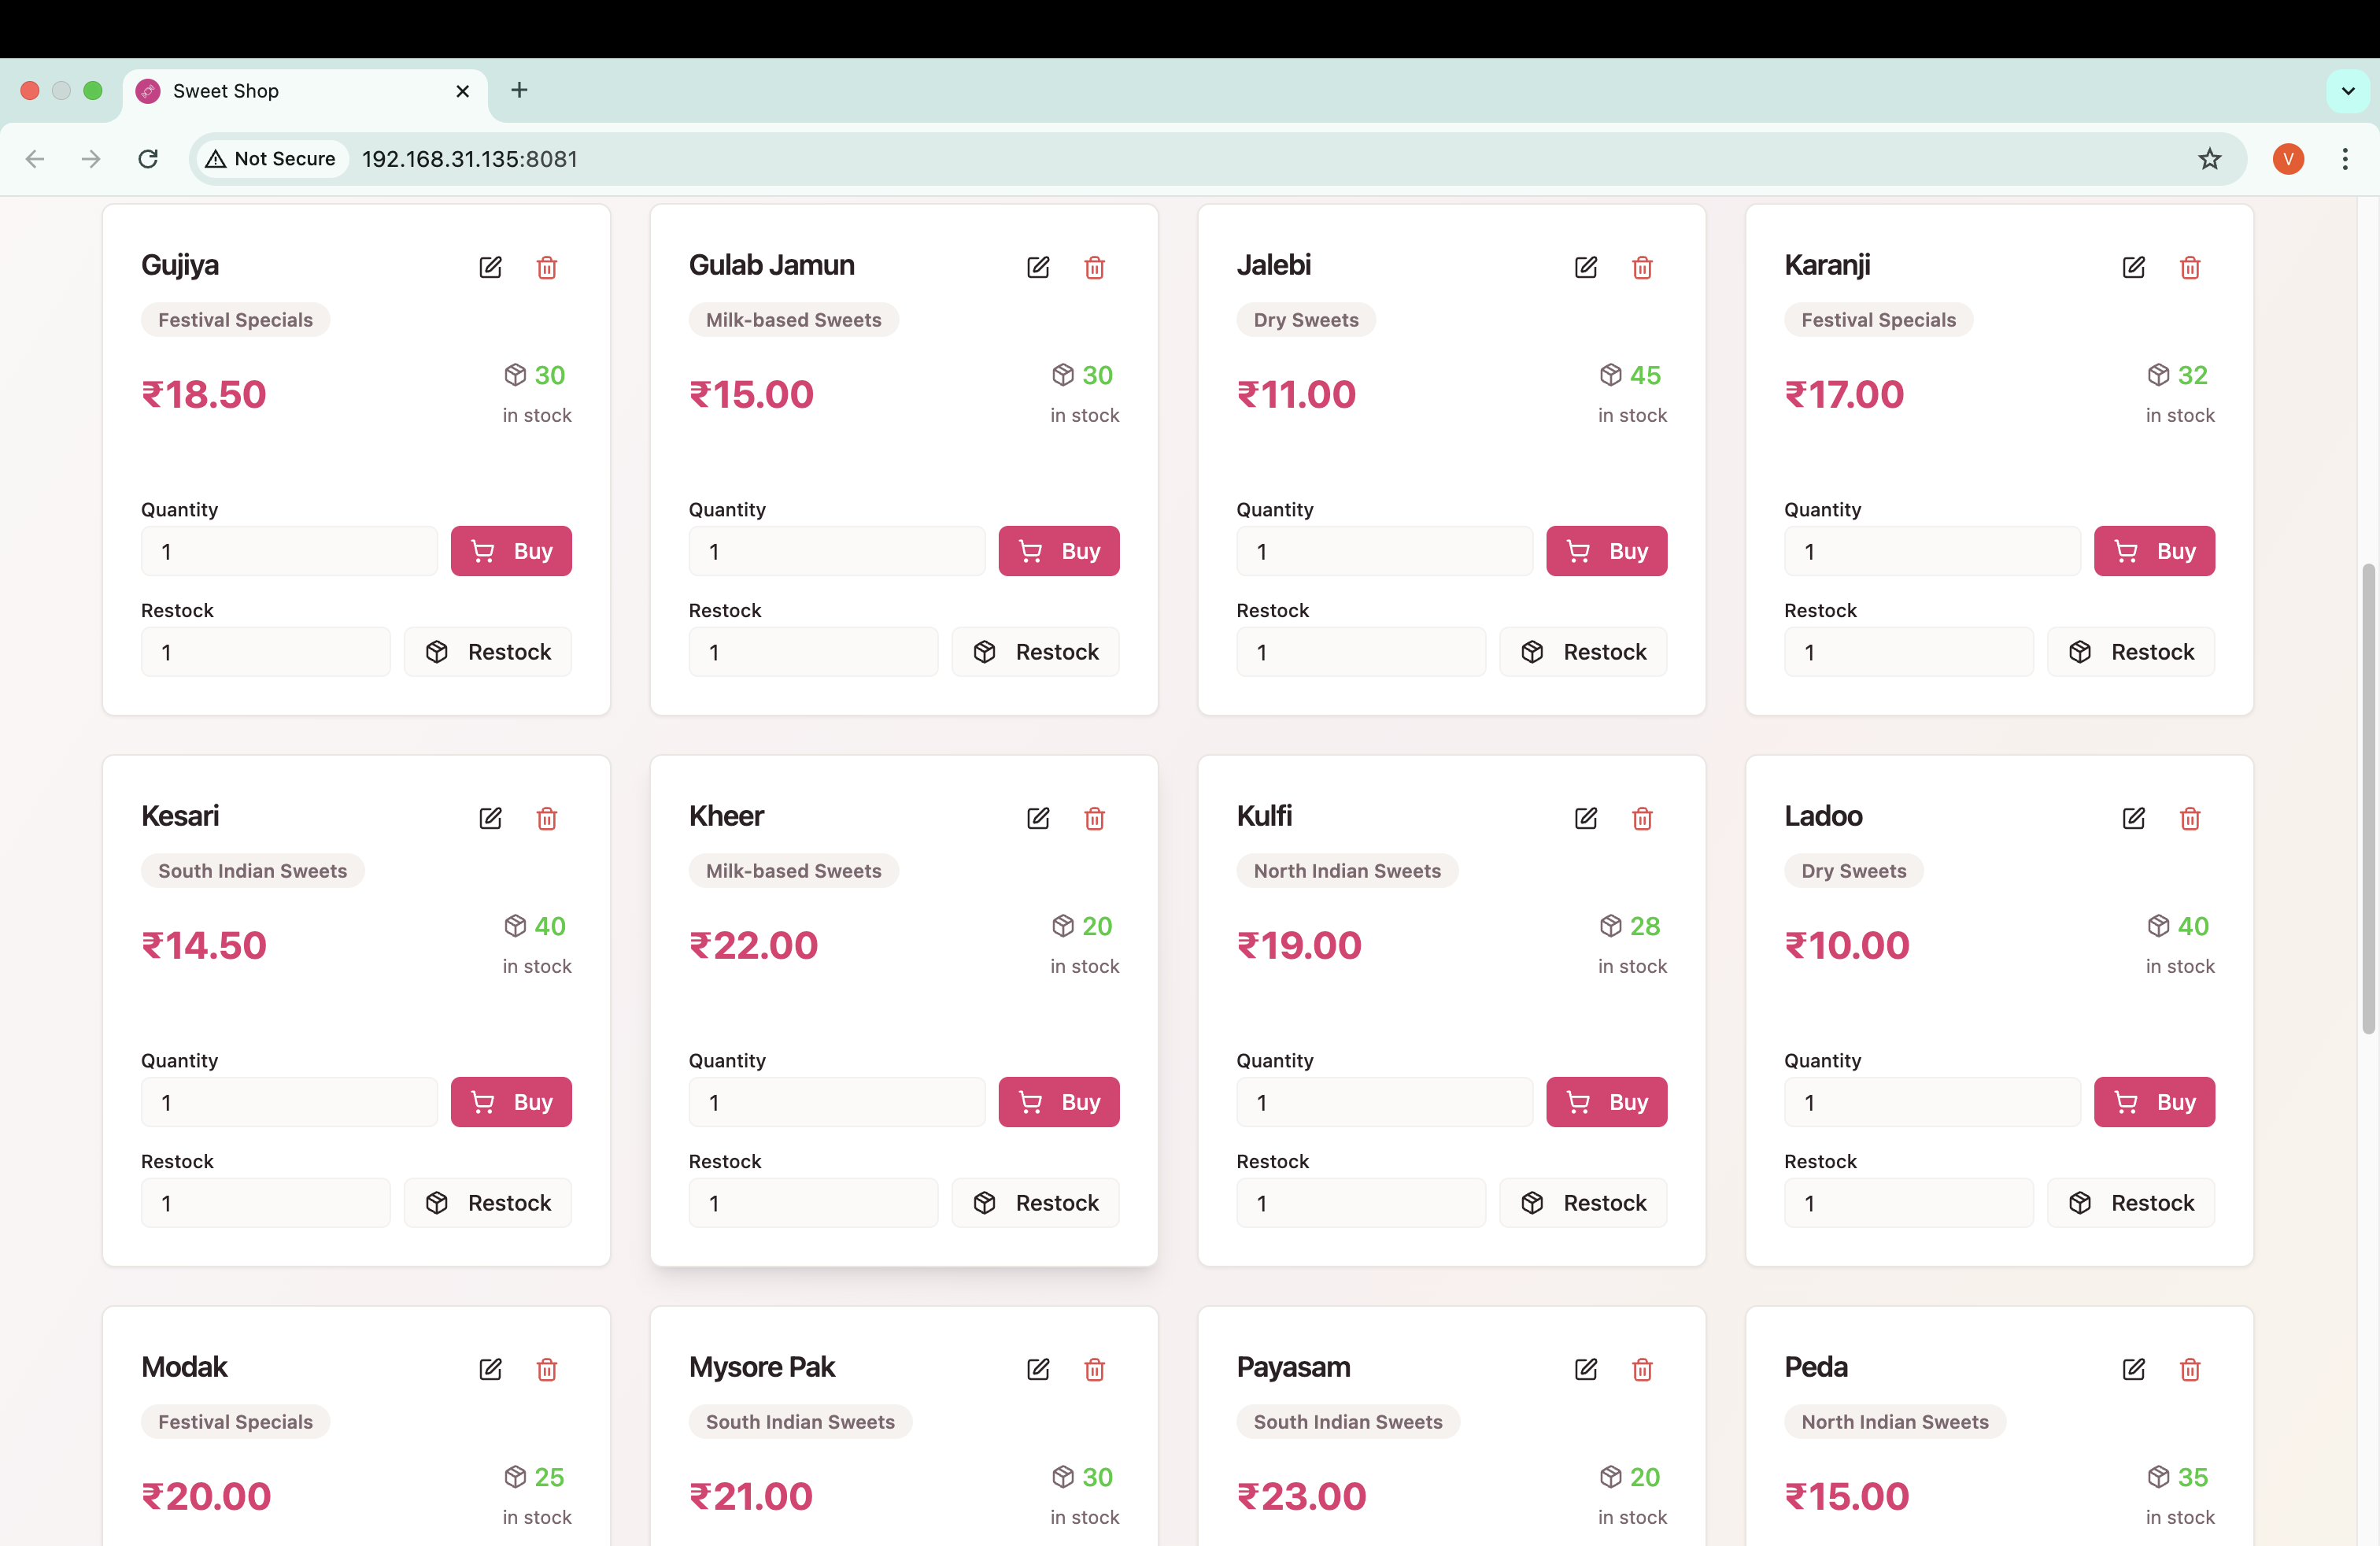 Sweet Shop
Not Secure 192.168.31.135:8081
V
Gujiya
Festival Specials
₹18.50
30
in stock
Quantity
1
Buy
Restock
1
Restock
Gulab Jamun
Milk-based Sweets
₹15.00
30
in stock
Quantity
1
Buy
Restock
1
Restock
Jalebi
Dry Sweets
₹11.00
45
in stock
Quantity
1
Buy
Restock
1
Restock
Karanji
Festival Specials
₹17.00
32
in stock
Quantity
1
Buy
Restock
1
Restock
Kesari
South Indian Sweets
₹14.50
40
in stock
Quantity
1
Buy
Restock
1
Restock
Kheer
Milk-based Sweets
₹22.00
20
in stock
Quantity
1
Buy
Restock
1
Restock
Kulfi
North Indian Sweets
₹19.00
28
in stock
Quantity
1
Buy
Restock
1
Restock
Ladoo
Dry Sweets
₹10.00
40
in stock
Quantity
1
Buy
Restock
1
Restock
Modak
Festival Specials
₹20.00
25
in stock
Mysore Pak
South Indian Sweets
₹21.00
30
in stock
Payasam
South Indian Sweets
₹23.00
20
in stock
Peda
North Indian Sweets
₹15.00
35
in stock